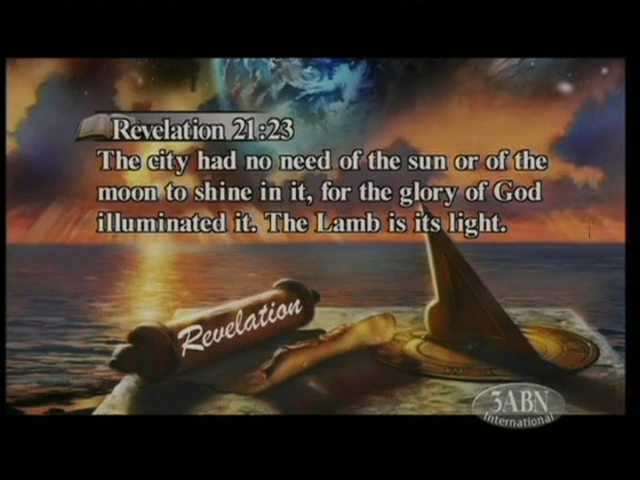 Revelation 21:23
The city had no need of the sun or of the
moon to shine in it, for the glory of God
illuminated it. The Lamb is its light.
Revelation
3ABN
International